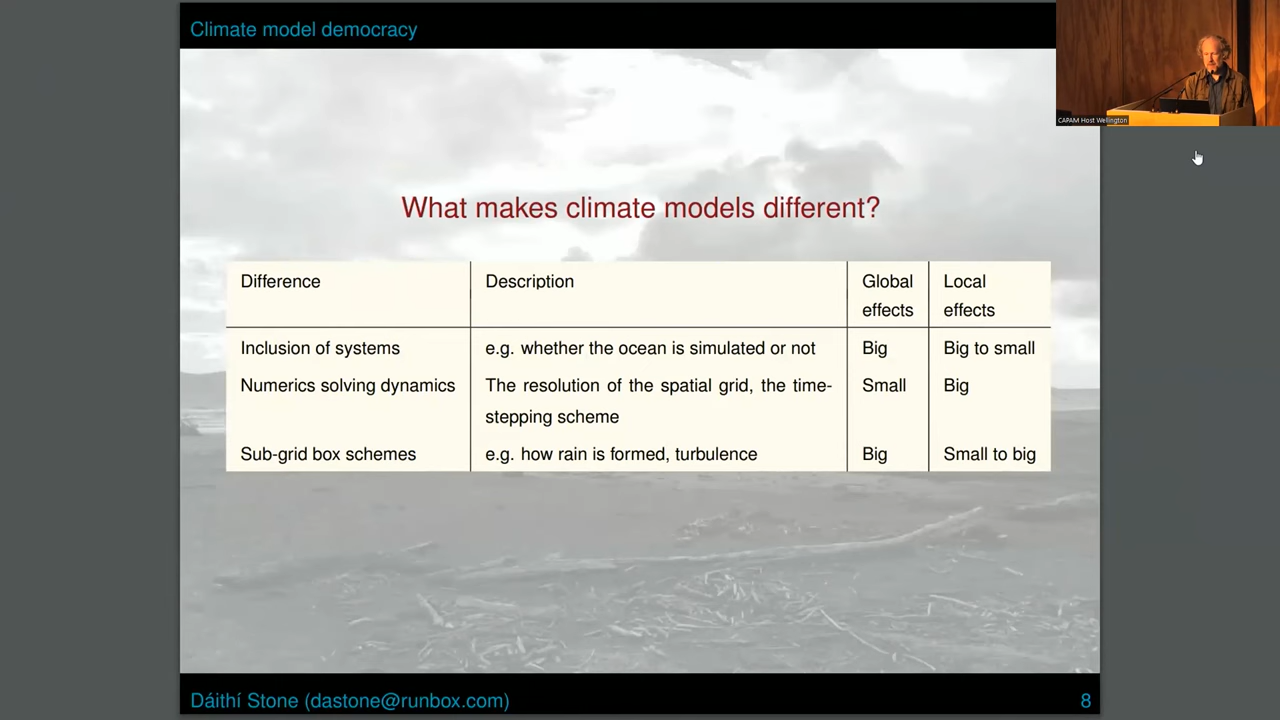 Climate model democracy
CAPAM Host Wellington
What makes climate models different?
Difference Description Global effects Local effects
Inclusion of systems e.g. whether the ocean is simulated or not Big Big to small
Numerics solving dynamics The resolution of the spatial grid, the time-
stepping scheme Small Big
Sub-grid box schemes e.g. how rain is formed, turbulence Big Small to big
Dáithí Stone (dastone@runbox.com) 8